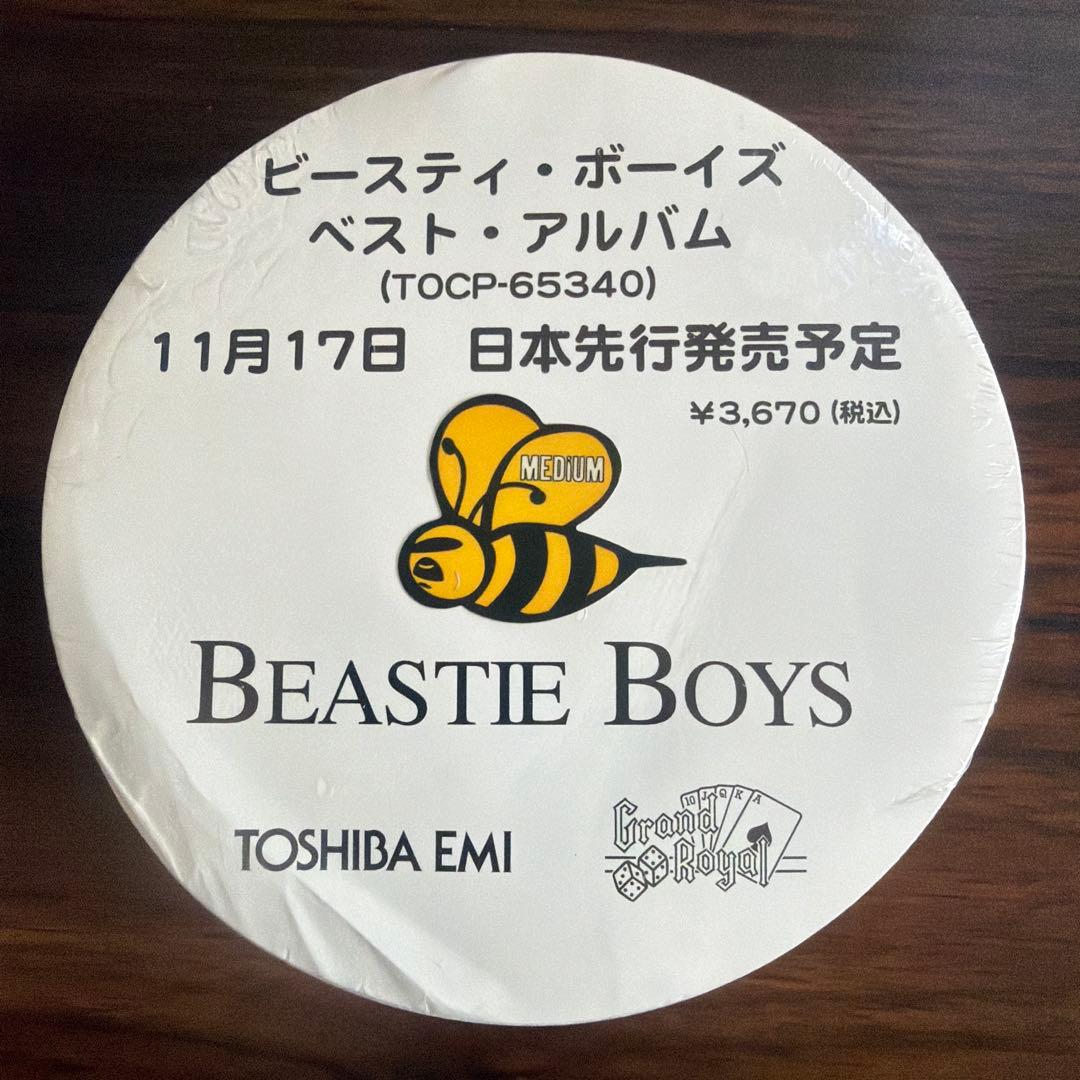 ビースティ・ボーイズ
ベスト・アルバム
(TOCP-65340)
11月17日 日本先行発売予定
¥3,670 (税込)
MEDiUM
BEASTIE BOYS
TOSHIBA EMI
10 J Q K A
Grand
Royal